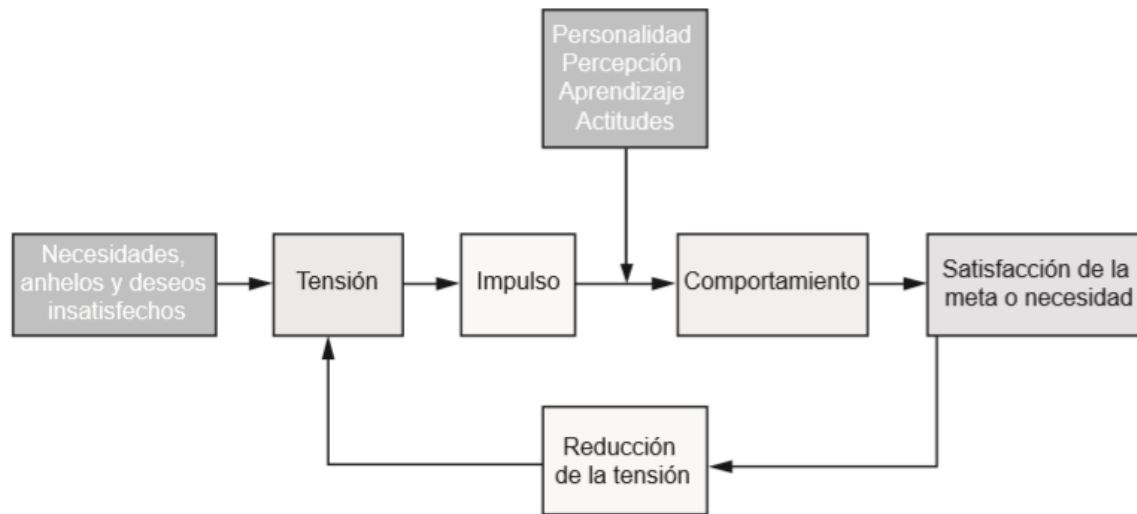 Personalidad
Percepción
Aprendizaje
Actitudes
Necesidades,
anhelos y deseos
insatisfechos
Tensión
Impulso
Comportamiento
Satisfacción de la
meta o necesidad
Reducción
de la tensión